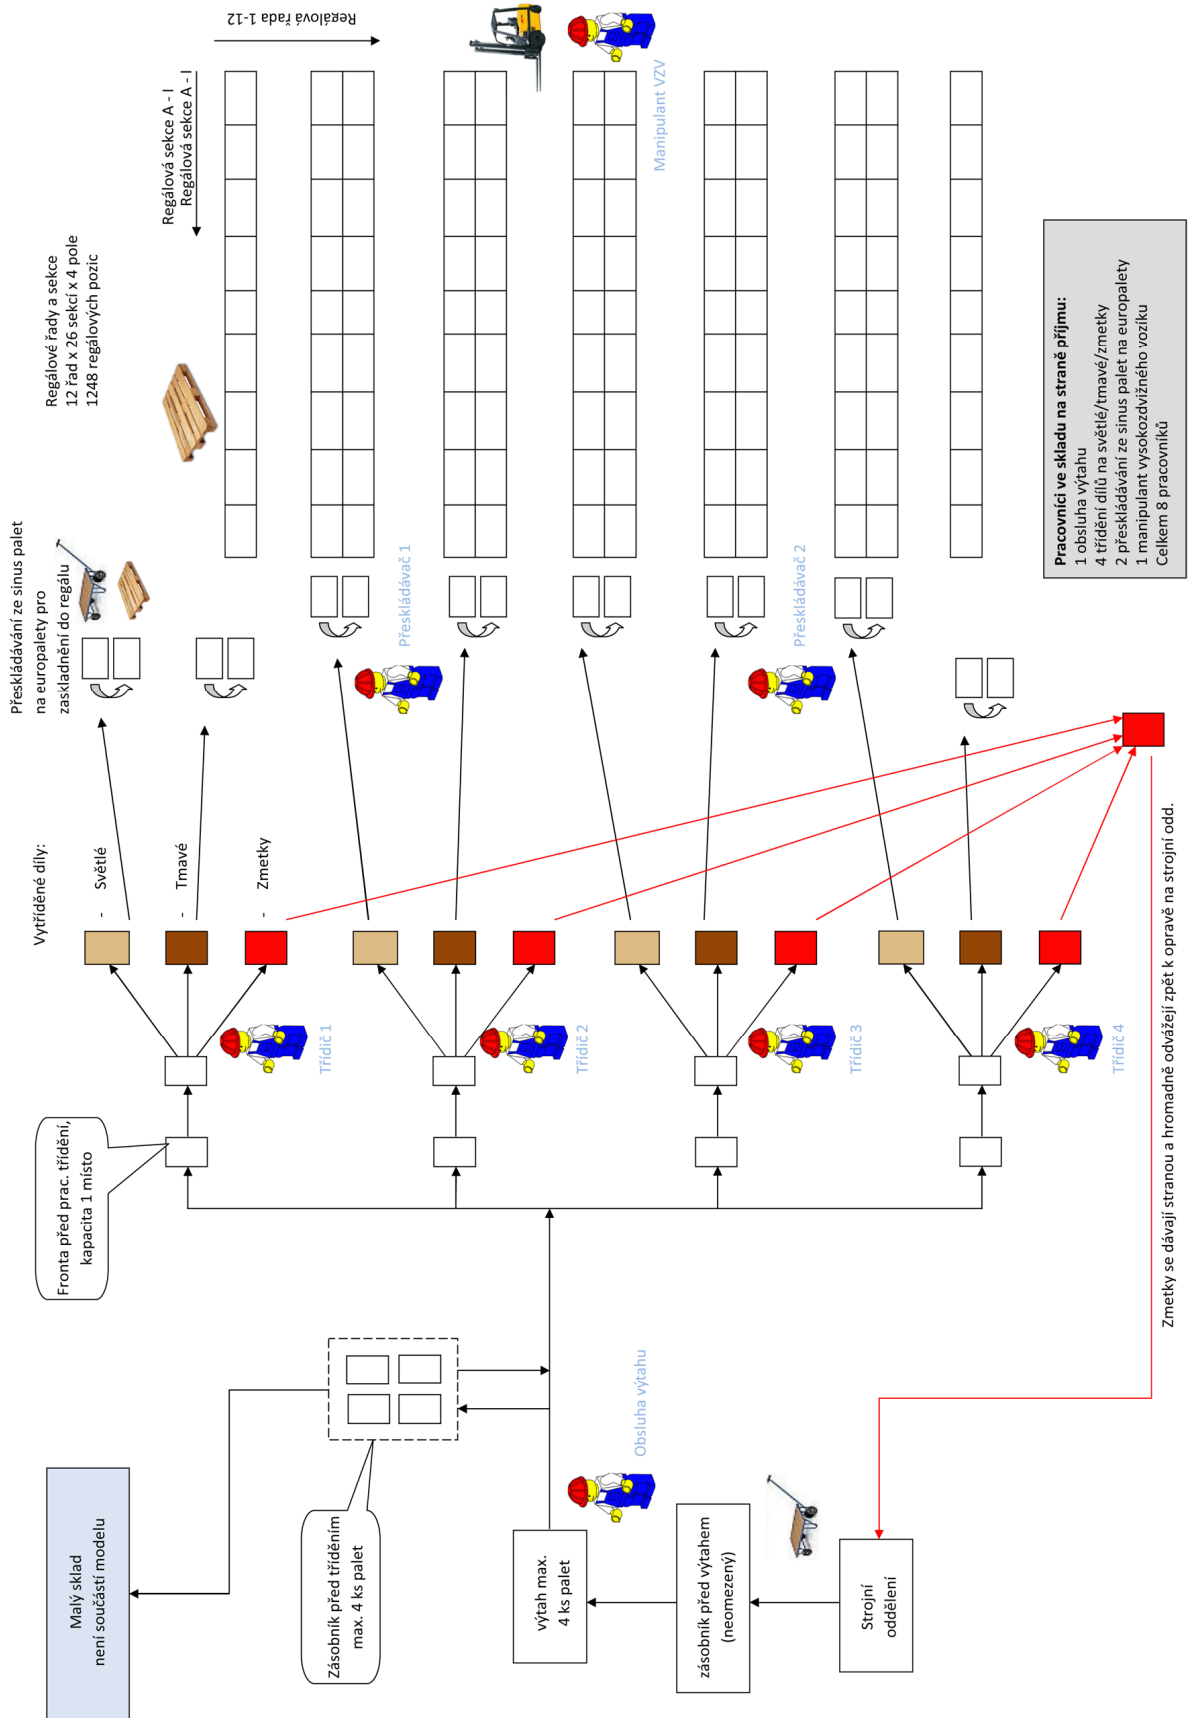 Malý sklad
není součástí modelu
Zásobník před tříděním
max. 4 ks palet
výtah max.
4 ks palet
zásobník před výtahem
(neomezený)
Strojní
oddělení
Obsluha výtahu
Fronta před prac. třídění,
kapacita 1 místo
Třídič 1
Třídič 2
Třídič 3
Třídič 4
Vytříděné díly:
- Světlé
- Tmavé
- Zmetky
Zmetky se dávají stranou a hromadně odvážejí zpět k opravě na strojní odd.
Přeskládávání ze sinus palet
na europalety pro
zaskladnění do regálu
Přeskládávač 1
Přeskládávač 2
Regálové řady a sekce
12 řad x 26 sekcí x 4 pole
1248 regálových pozic
Regálová sekce A - I
Regálová sekce A - I
Regálová řada 1-12
Manipulant VZV
Pracovníci ve skladu na straně příjmu:
1 obsluha výtahu
4 třídění dílů na světlé/tmavé/zmetky
2 přeskládávání ze sinus palet na europalety
1 manipulant vysokozdvižného vozíku
Celkem 8 pracovníků